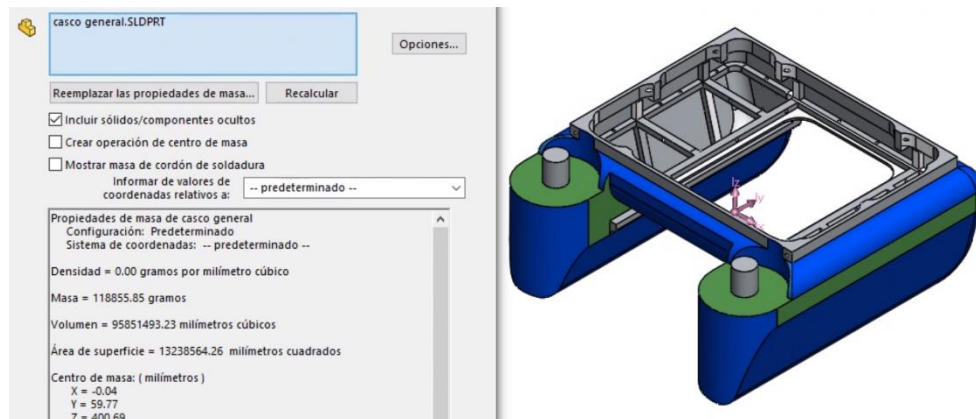 casco general.SLDPRT
Opciones...
Reemplazar las propiedades de masa...
Recalcular
Incluir sólidos/componentes ocultos
Crear operación de centro de masa
Mostrar masa de cordón de soldadura
Informar de valores de
coordenadas relativos a:
-- predeterminado --
Propiedades de masa de casco general
Configuración: Predeterminado
Sistema de coordenadas: -- predeterminado --
Densidad = 0.00 gramos por milímetro cúbico
Masa = 118855.85 gramos
Volumen = 95851493.23 milímetros cúbicos
Área de superficie = 13238564.26 milímetros cuadrados
Centro de masa: ( milímetros )
X = -0.04
Y = 59.77
Z = 400.69
Iz
Iy